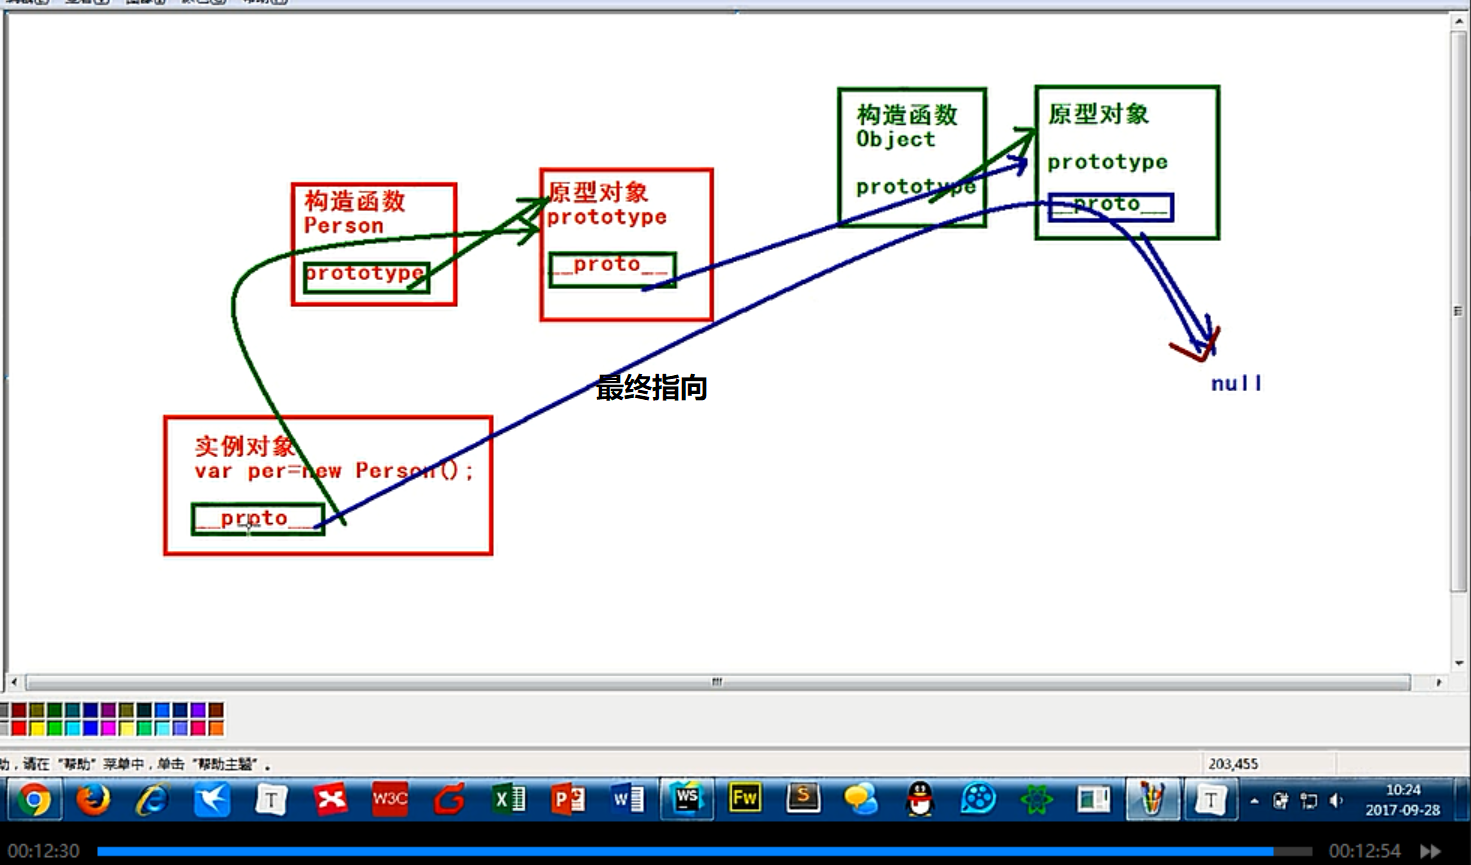 构造函数
Object
prototype
原型对象
prototype
__proto__
构造函数
Person
prototype
原型对象
prototype
__proto__
null
最终指向
实例对象
var per=new Person();
__proto__
助，请在 "帮助" 菜单中，单击 "帮助主题" 。
203,455
T
W3C
WS
Fw
S
T
10:24
2017-09-28
00:12:30
00:12:54